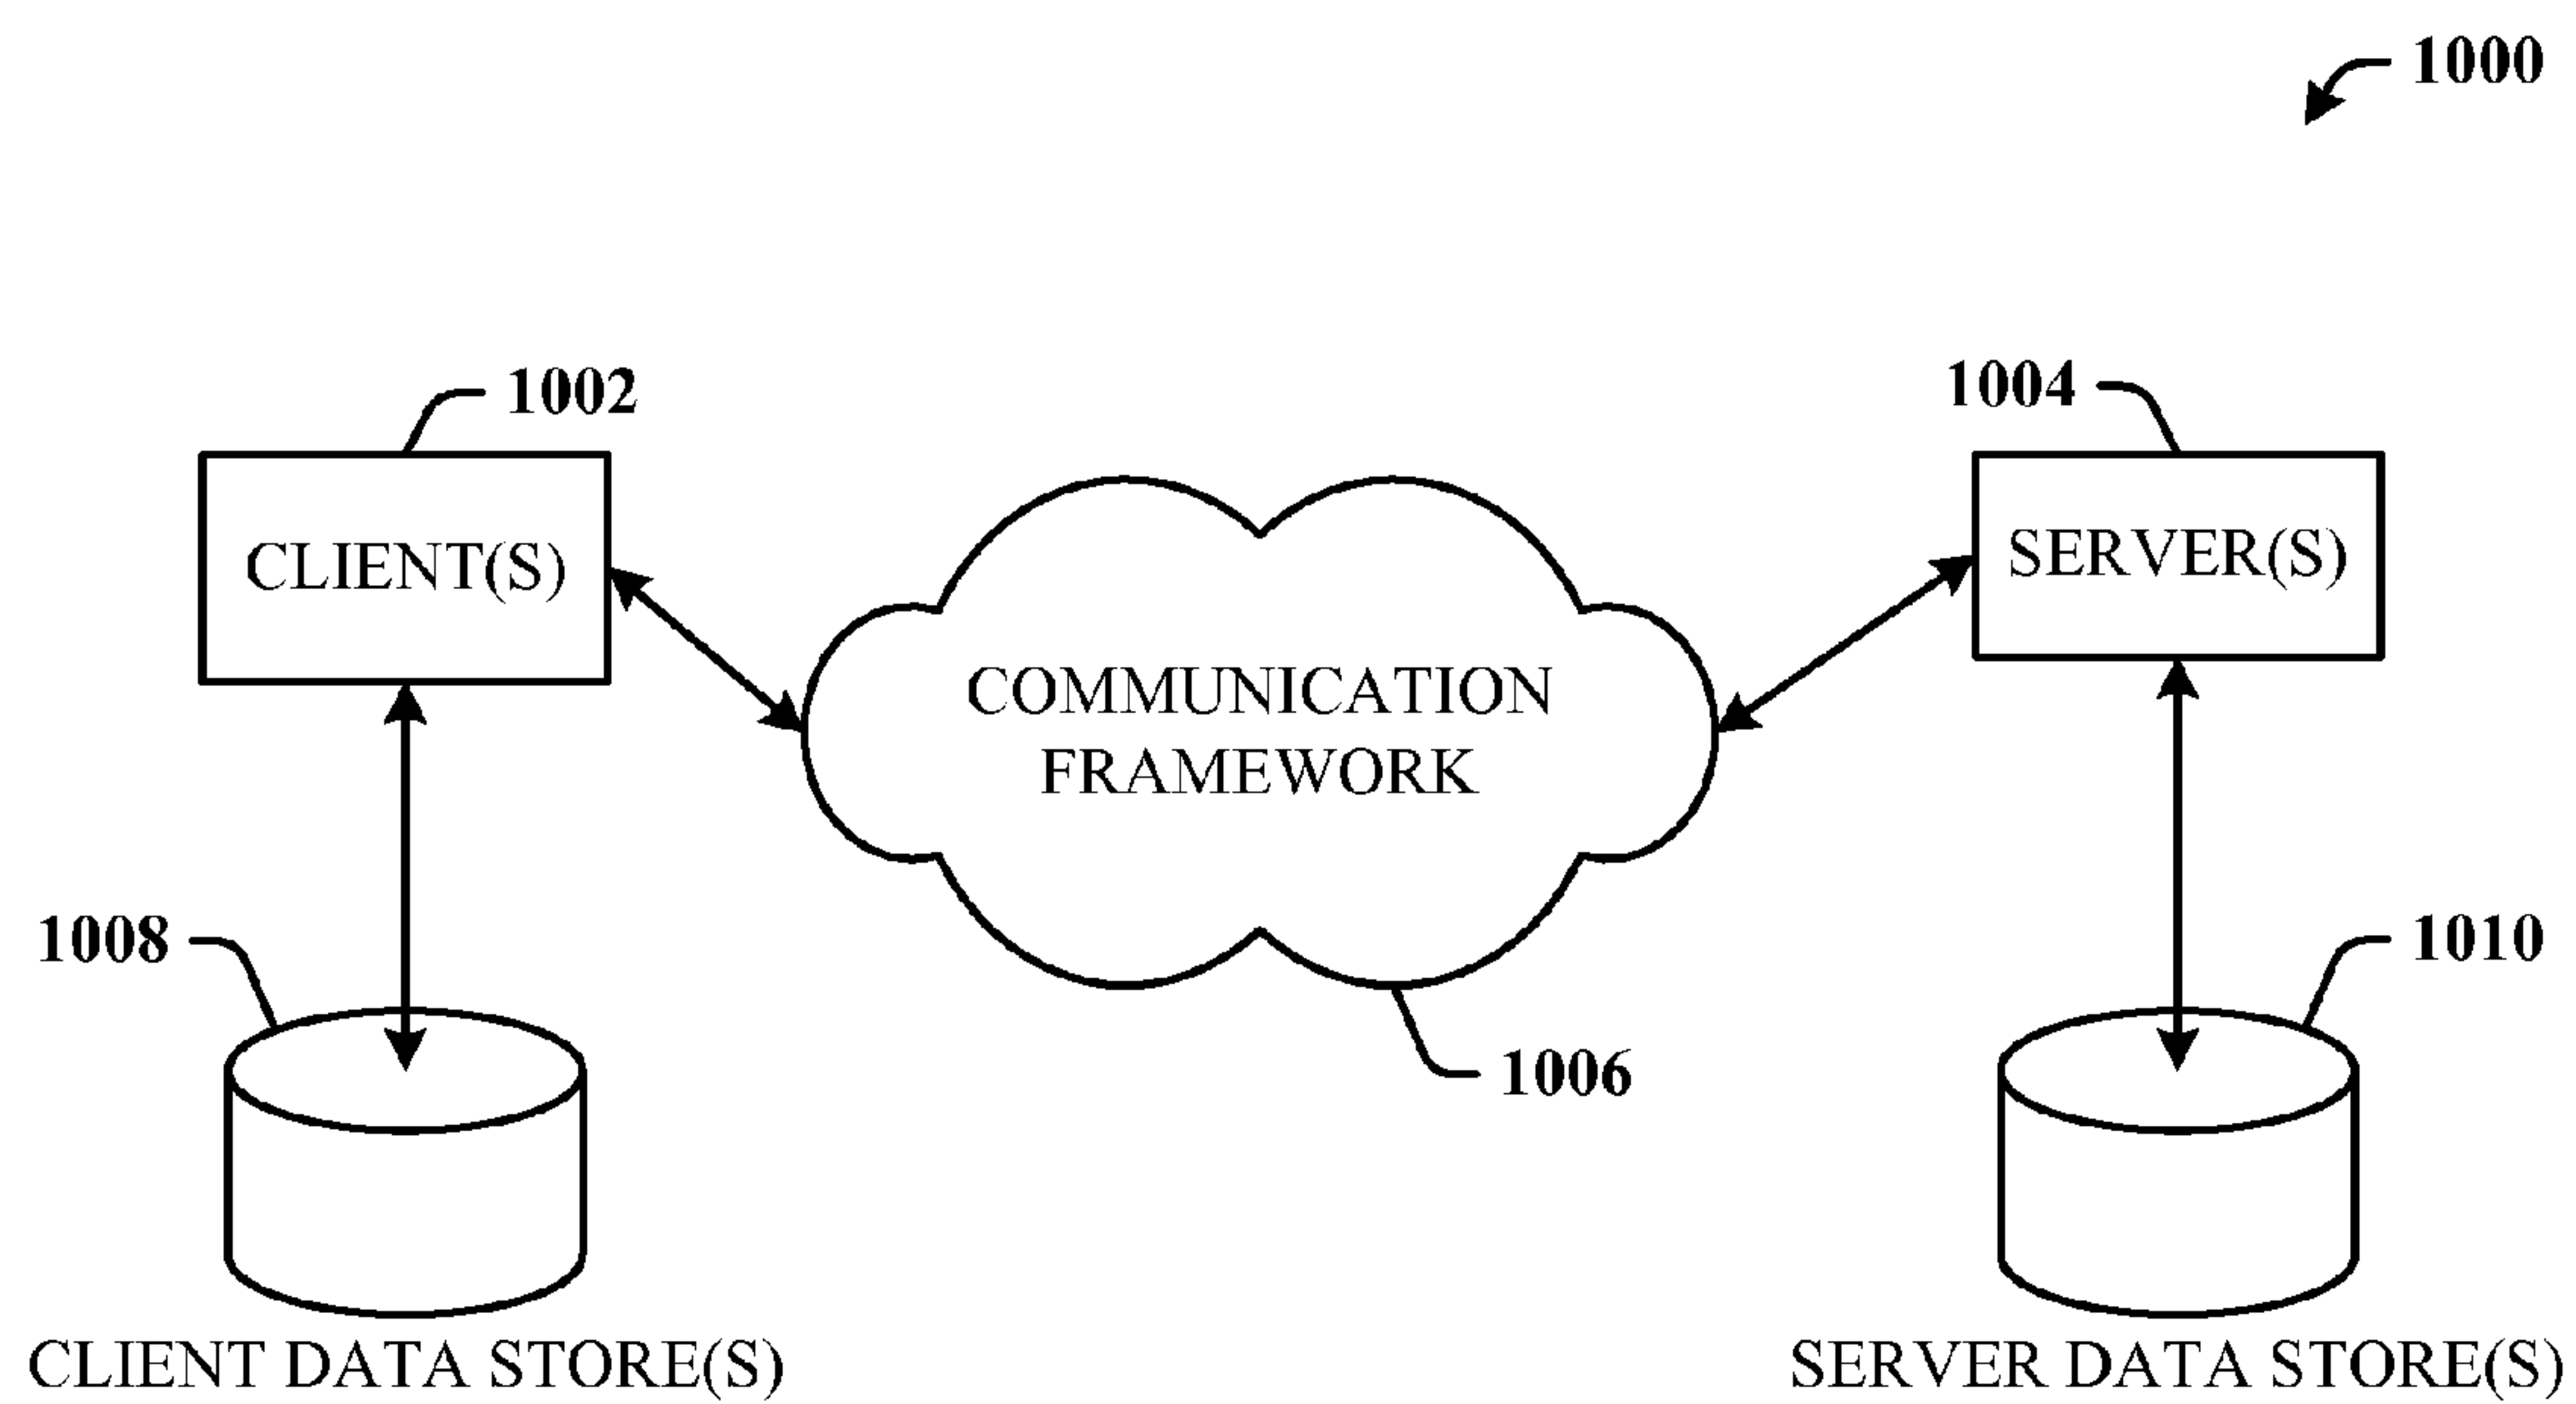 1000
1002
1004
CLIENT(S)
SERVER(S)
COMMUNICATION
FRAMEWORK
1008
1010
1006
CLIENT DATA STORE(S)
SERVER DATA STORE(S)